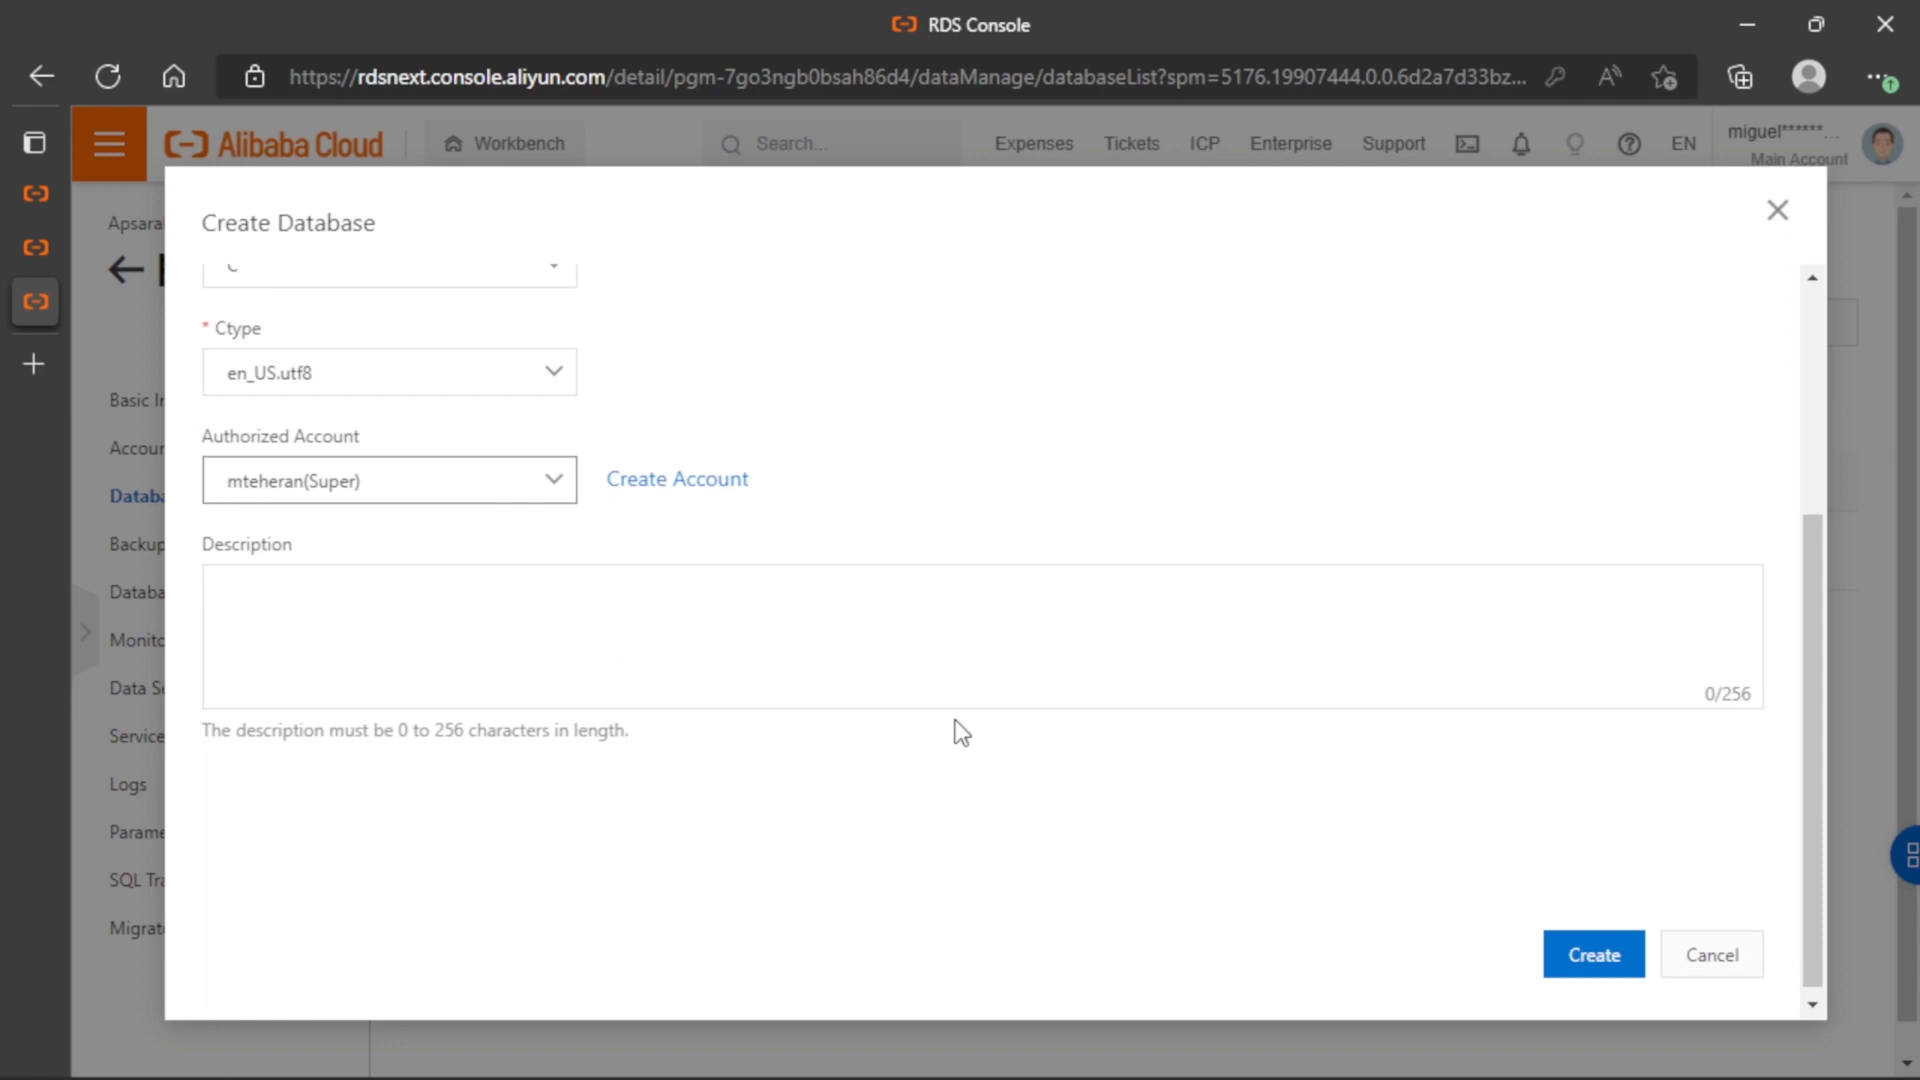 RDS Console
https://rdsnext.console.aliyun.com/detail/pgm-7go3ngb0bsah86d4/dataManage/databaseList?spm=5176.19907444.0.0.6d2a7d33bz...
Alibaba Cloud
Workbench
Search...
Expenses
Tickets
ICP
Enterprise
Support
EN
miguel******...
Main Account
Apsara
Create Database
* Ctype
en_US.utf8
Basic In
Authorized Account
Accour
mteheran(Super)
Create Account
Databa
Description
Backup
Databa
Monito
Data Se
0/256
The description must be 0 to 256 characters in length.
Service
Logs
Parame
SQL Tra
Migrati
Create
Cancel